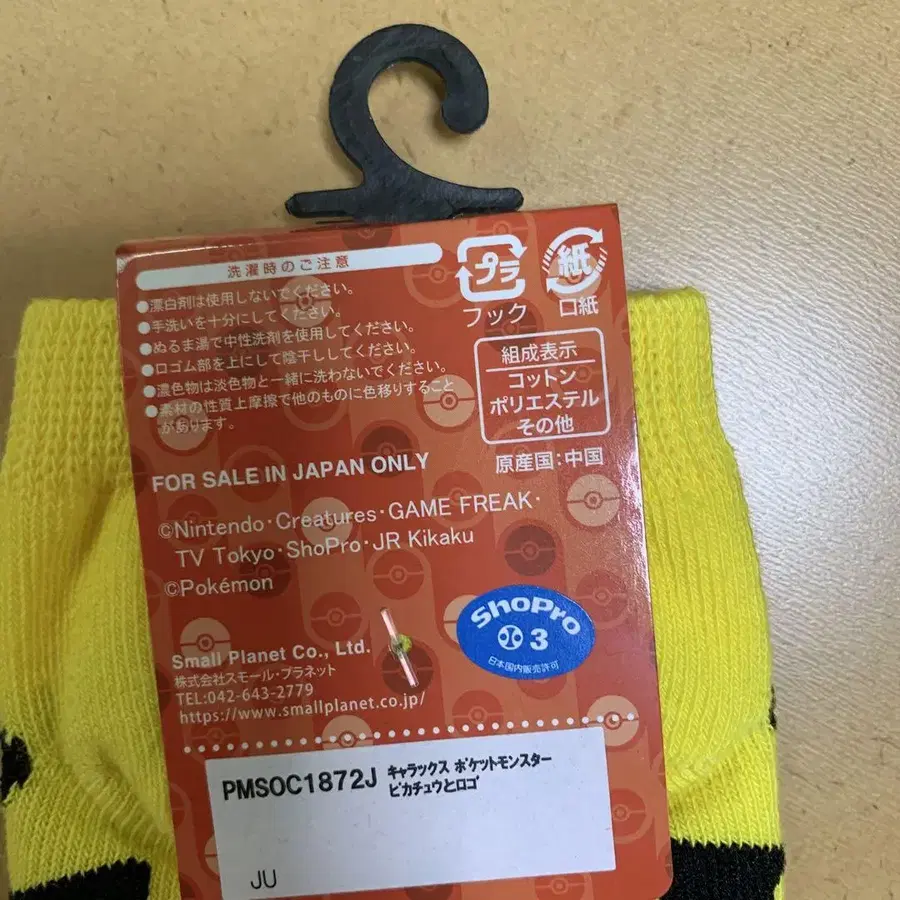 洗濯時のご注意
●漂白剤は使用しないでください。
●手洗いを十分にしてください。
●ぬるま湯で中性洗剤を使用してください。
●口ゴム部を上にして陰干ししてください。
●濃色物は淡色物と一緒に洗わないでください。
●素材の性質上摩擦で他のものに色移りすること
があります。
プラ
フック
紙
口紙
組成表示
コットン
ポリエステル
その他
原産国:中国
FOR SALE IN JAPAN ONLY
©Nintendo・Creatures・GAME FREAK・
TV Tokyo・ShoPro・JR Kikaku
©Pokémon
ShoPro
3
日本国内販売許可
Small Planet Co., Ltd.
株式会社スモール・プラネット
TEL:042-643-2779
https://www.smallplanet.co.jp/
PMSOC1872J キャラックス ポケットモンスター
ピカチュウとロゴ
JU